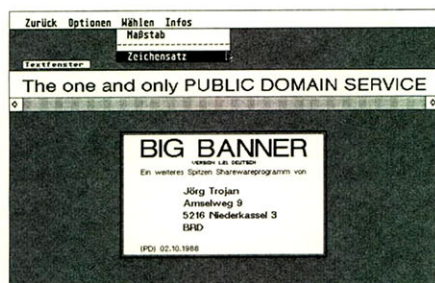 Zurück Optionen Wählen Infos
Maßstab
Zeichensatz
Textfenster
The one and only PUBLIC DOMAIN SERVICE
BIG BANNER
VERSION 1.21 DEUTSCH
Ein weiteres Spitzen Sharewareprogramm von
Jörg Trojan
Amselweg 9
5216 Niederkassel 3
BRD
(PD) 02.10.1988